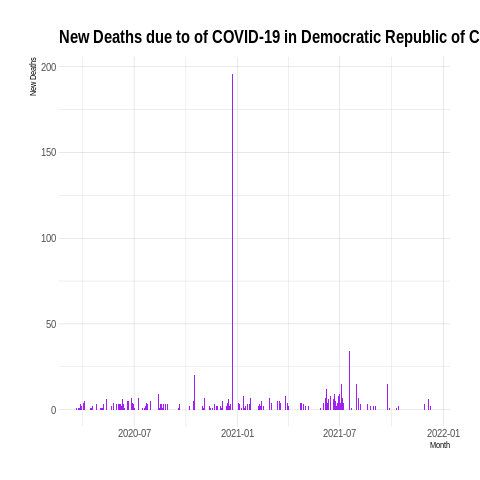 New Deaths due to of COVID-19 in Democratic Republic of C
New Deaths
200
150
100
50
0
2020-07 2021-01 2021-07 2022-01
Month